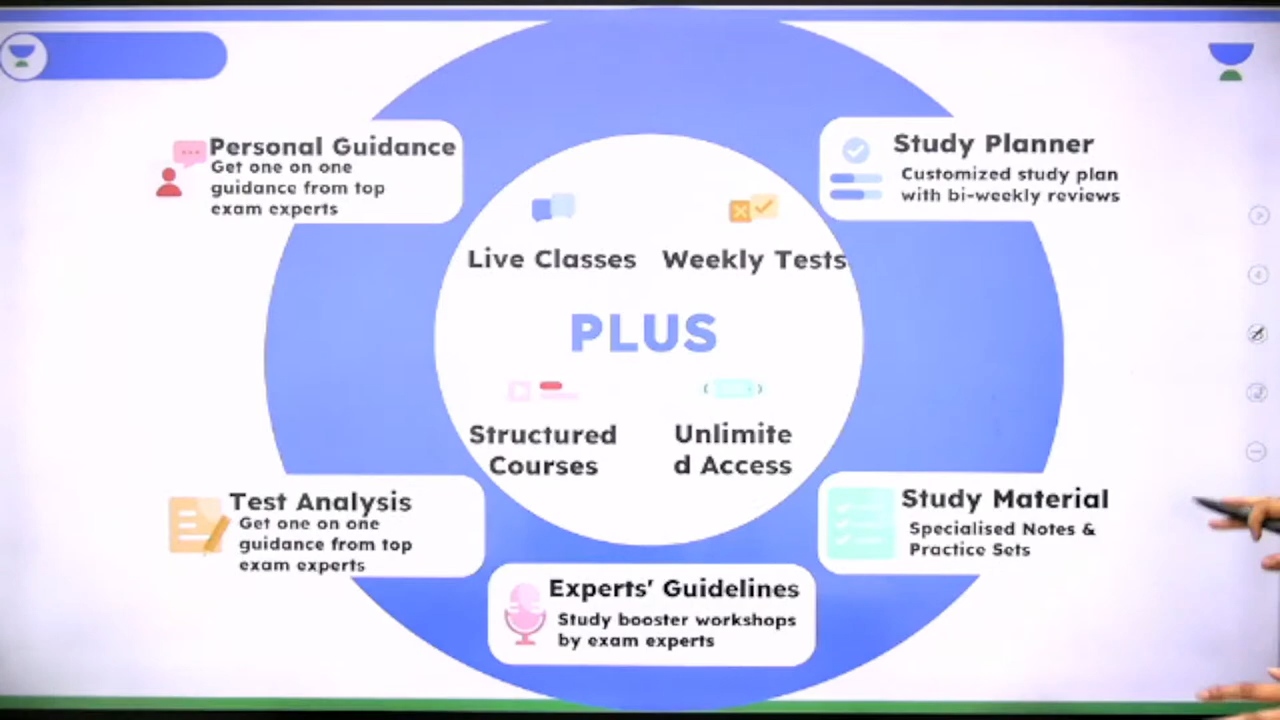 Personal Guidance
Get one on one
guidance from top
exam experts
Study Planner
Customized study plan
with bi-weekly reviews
Live Classes
Weekly Tests
PLUS
Structured
Courses
Unlimite
d Access
Test Analysis
Get one on one
guidance from top
exam experts
Study Material
Specialised Notes &
Practice Sets
Experts' Guidelines
Study booster workshops
by exam experts